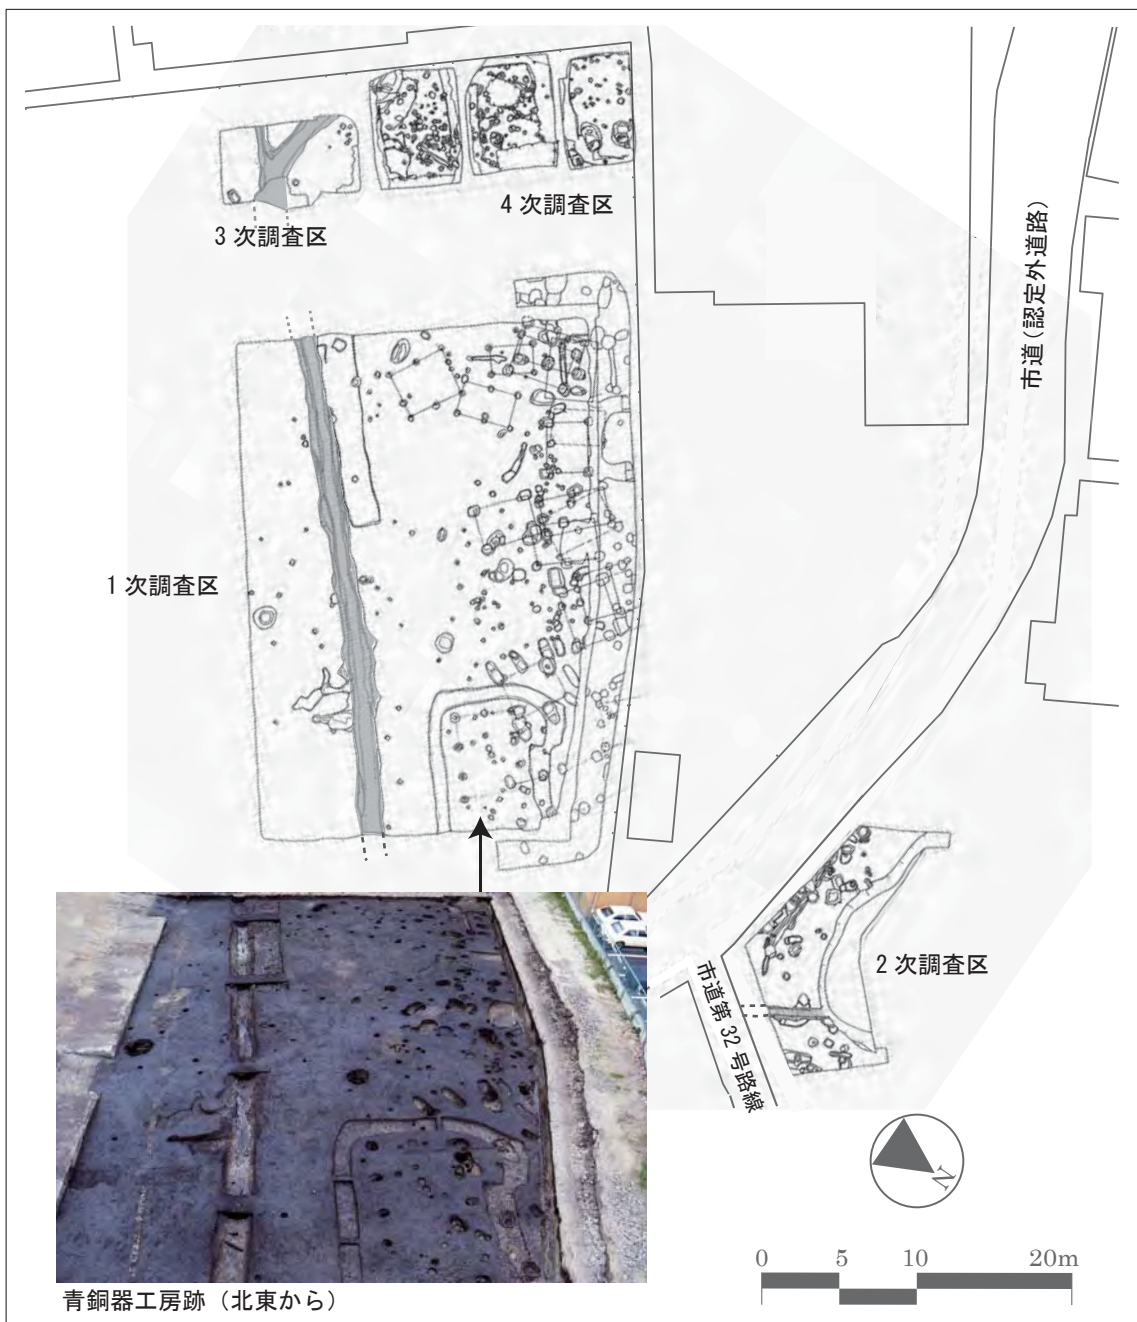 4 次調査区
3 次調査区
市道（認定外道路）
1 次調査区
2 次調査区
市道第 32 号路線
N
0 5 10 20m
青銅器工房跡（北東から）